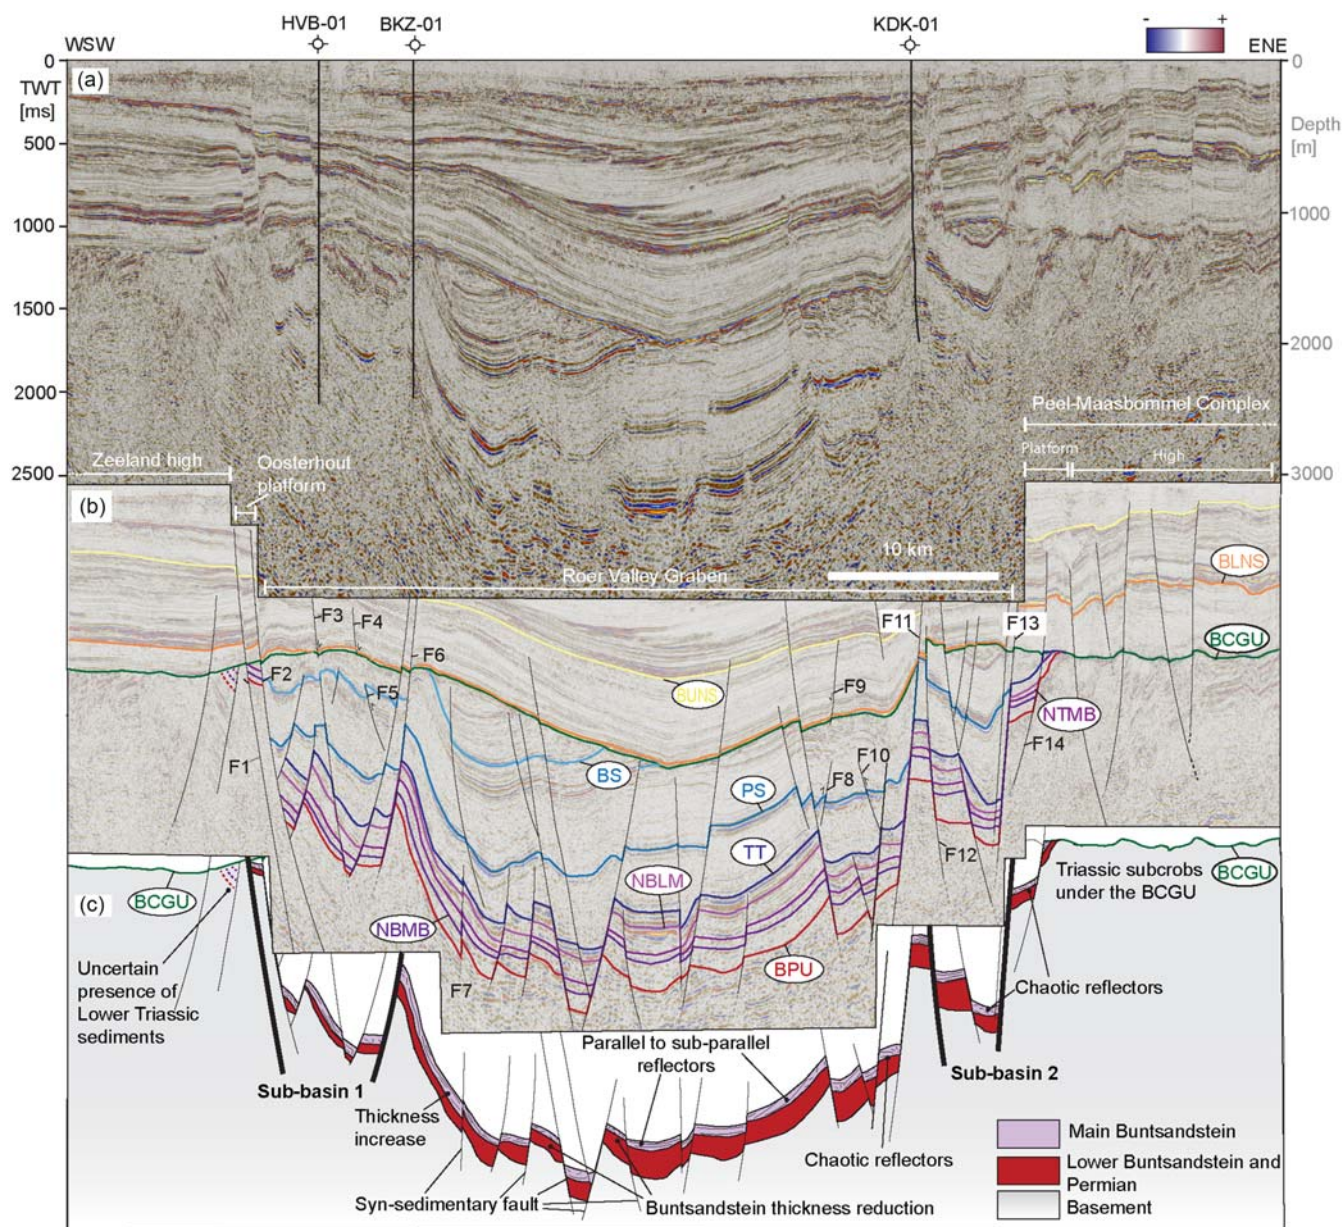 HVB-01 BKZ-01 KDK-01 - +
WSW ENE
(a)
0 0
TWT
[ms]
500
Depth
[m]
1000 1000
1500
2000 2000
Peel-Maasbommel Complex
Platform High
2500 3000
Zeeland high
Oosterhout
platform
(b)
10 km
Roer Valley Graben
BLNS
F3 F4 F11 F13
BCGU
F6
F2
BUNS
F9
F5
NTMB
F1 F14
BS
F10
PS F8
TT
F12
NBLM
BCGU
Triassic subcrobs
under the BCGU
BCGU
(c)
NBMB
BPU
Uncertain
presence of
Lower Triassic
sediments
F7
Chaotic reflectors
Parallel to sub-parallel
reflectors
Sub-basin 1
Sub-basin 2
Thickness
increase
Main Buntsandstein
Chaotic reflectors
Lower Buntsandstein and
Permian
Syn-sedimentary fault
Buntsandstein thickness reduction
Basement